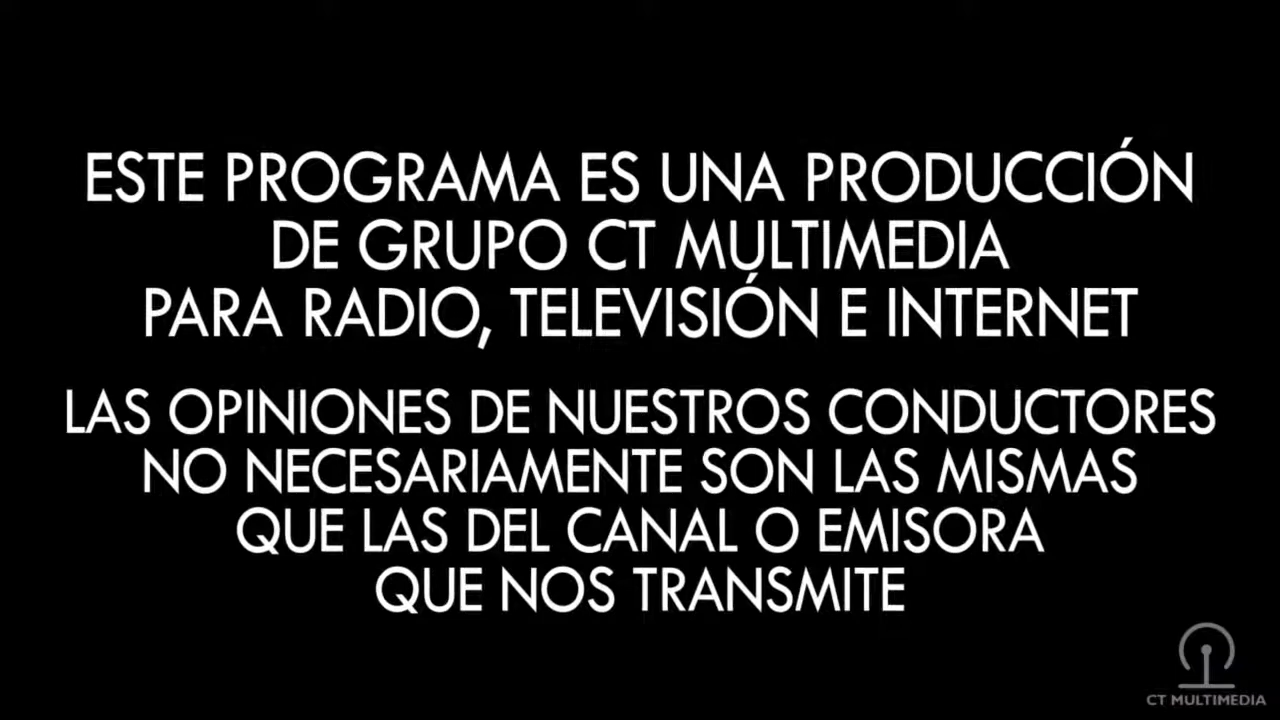 ESTE PROGRAMA ES UNA PRODUCCIÓN
DE GRUPO CT MULTIMEDIA
PARA RADIO, TELEVISIÓN E INTERNET
LAS OPINIONES DE NUESTROS CONDUCTORES
NO NECESARIAMENTE SON LAS MISMAS
QUE LAS DEL CANAL O EMISORA
QUE NOS TRANSMITE
CT MULTIMEDIA